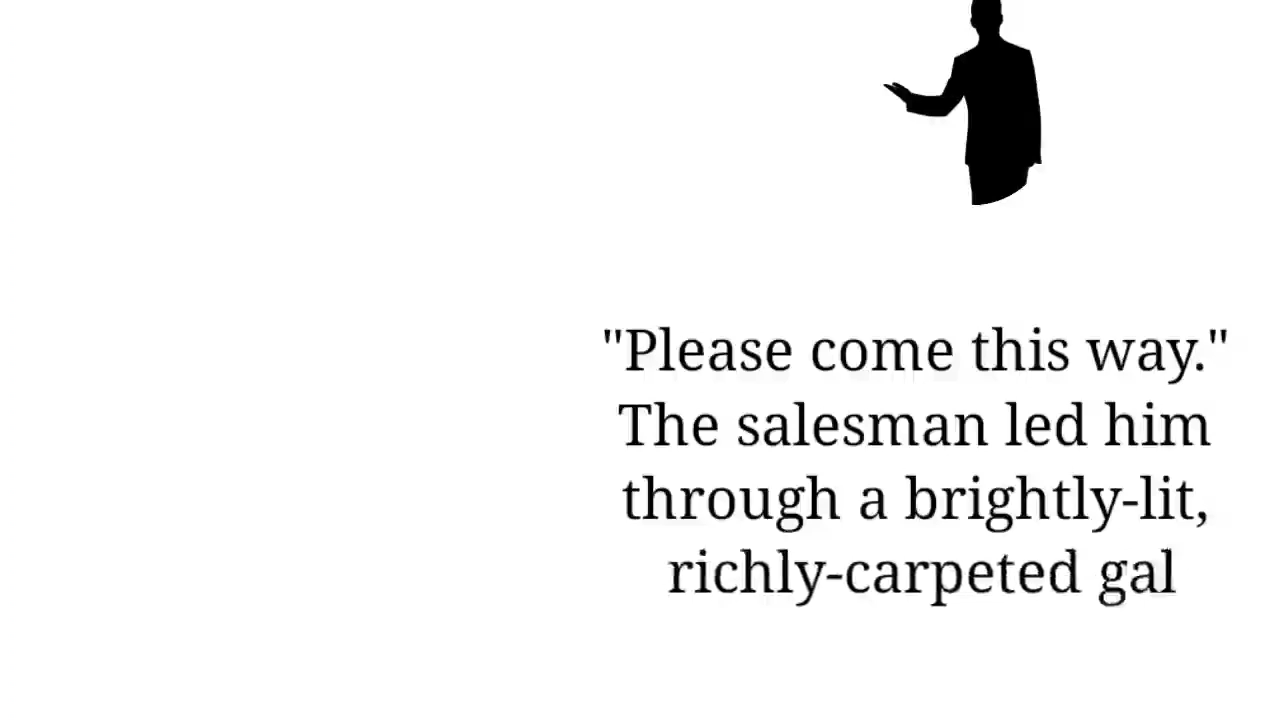 "Please come this way."
The salesman led him
through a brightly-lit,
richly-carpeted gal